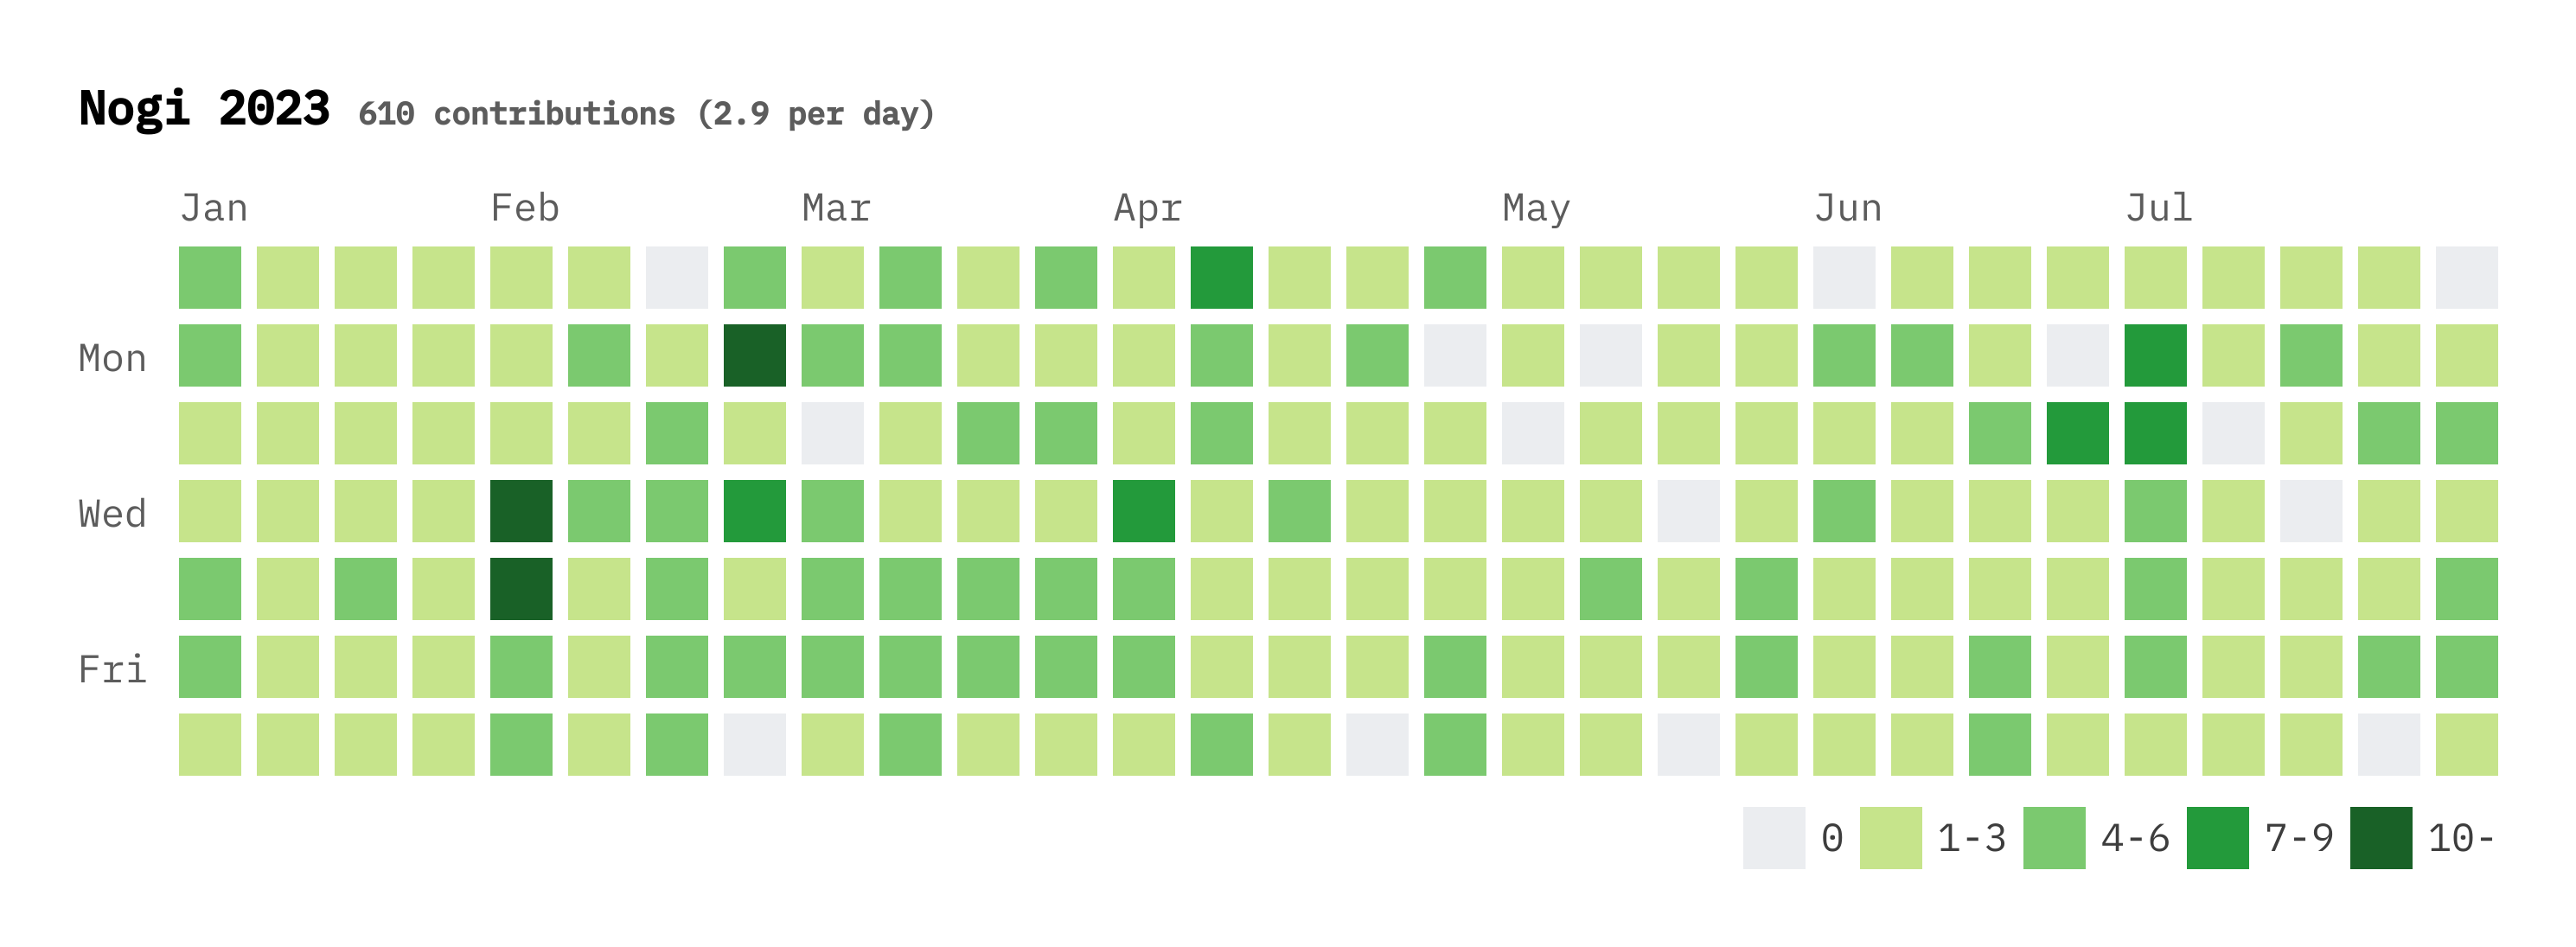 Nogi 2023 610 contributions (2.9 per day)
Jan Feb Mar Apr May Jun Jul
Mon
Wed
Fri
0 1-3 4-6 7-9 10-